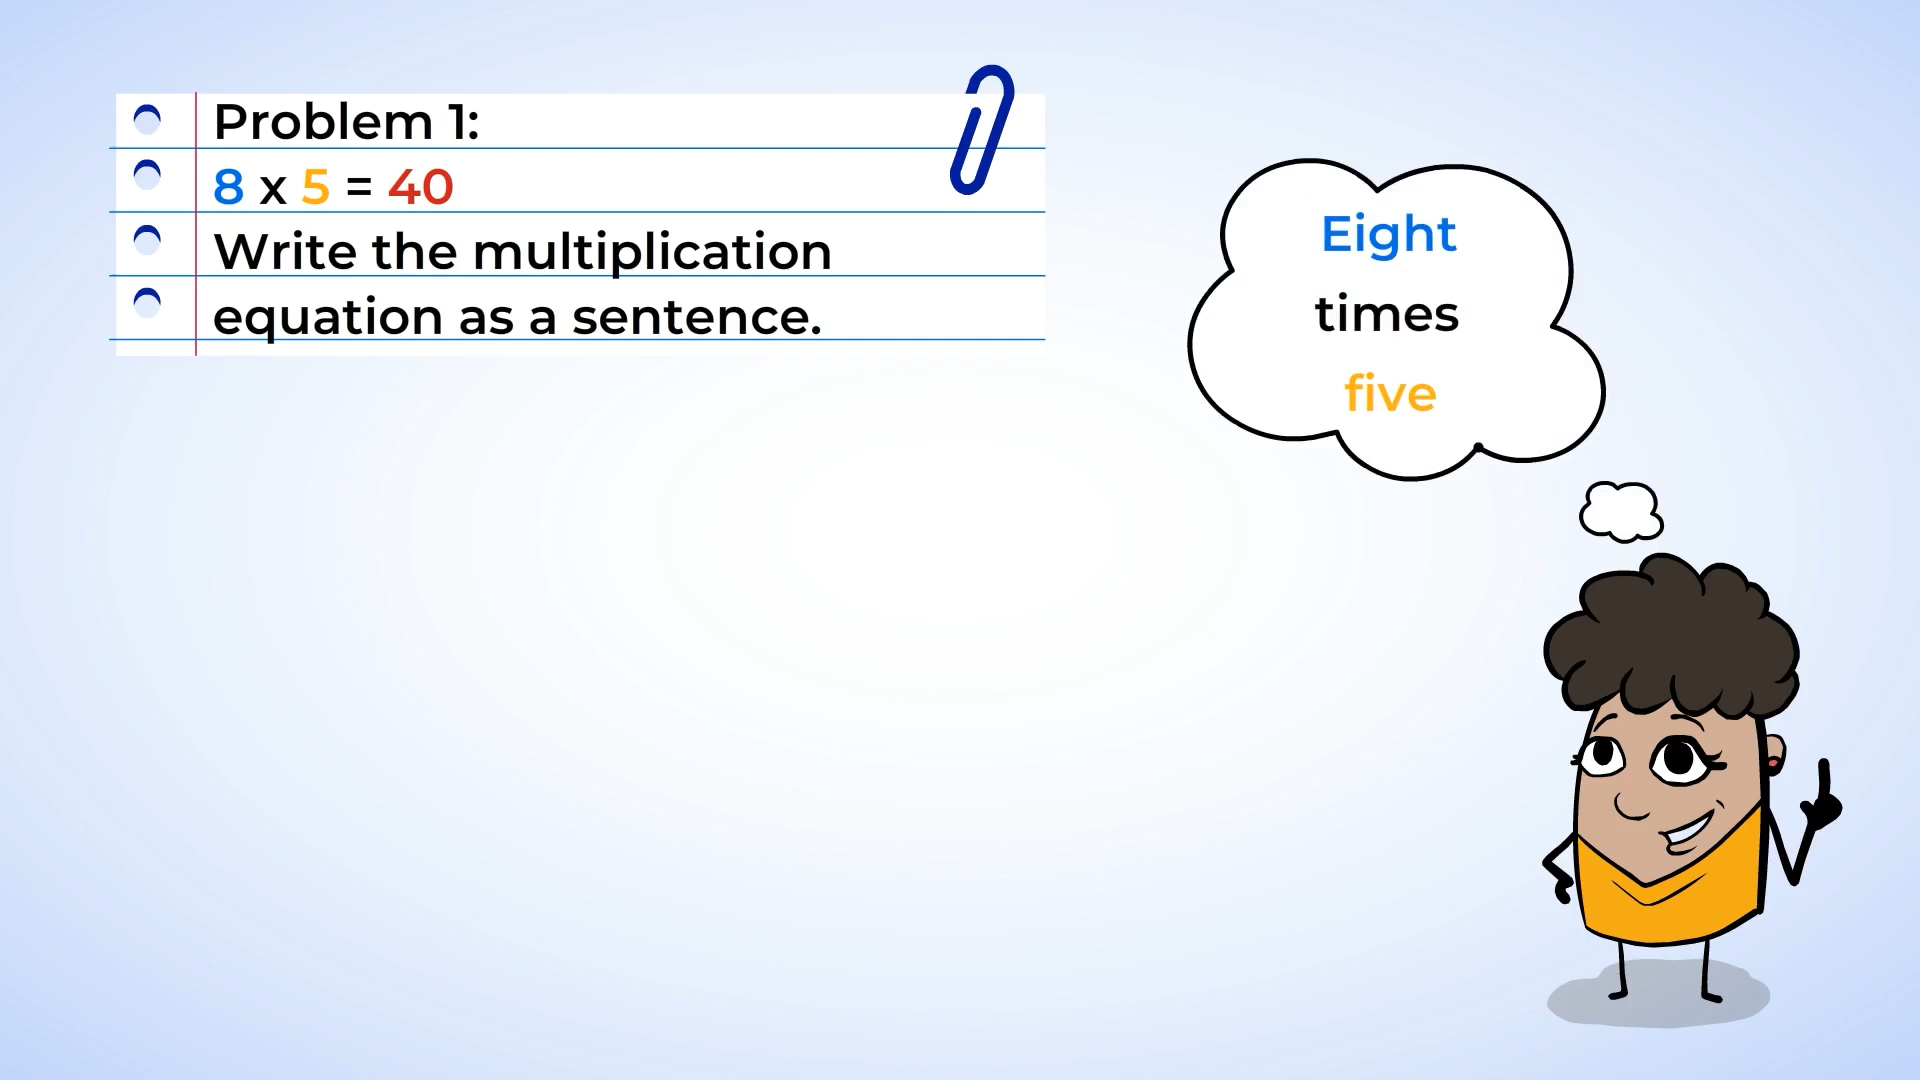 Problem 1:
8 x 5 = 40
Write the multiplication
equation as a sentence.
Eight
times
five